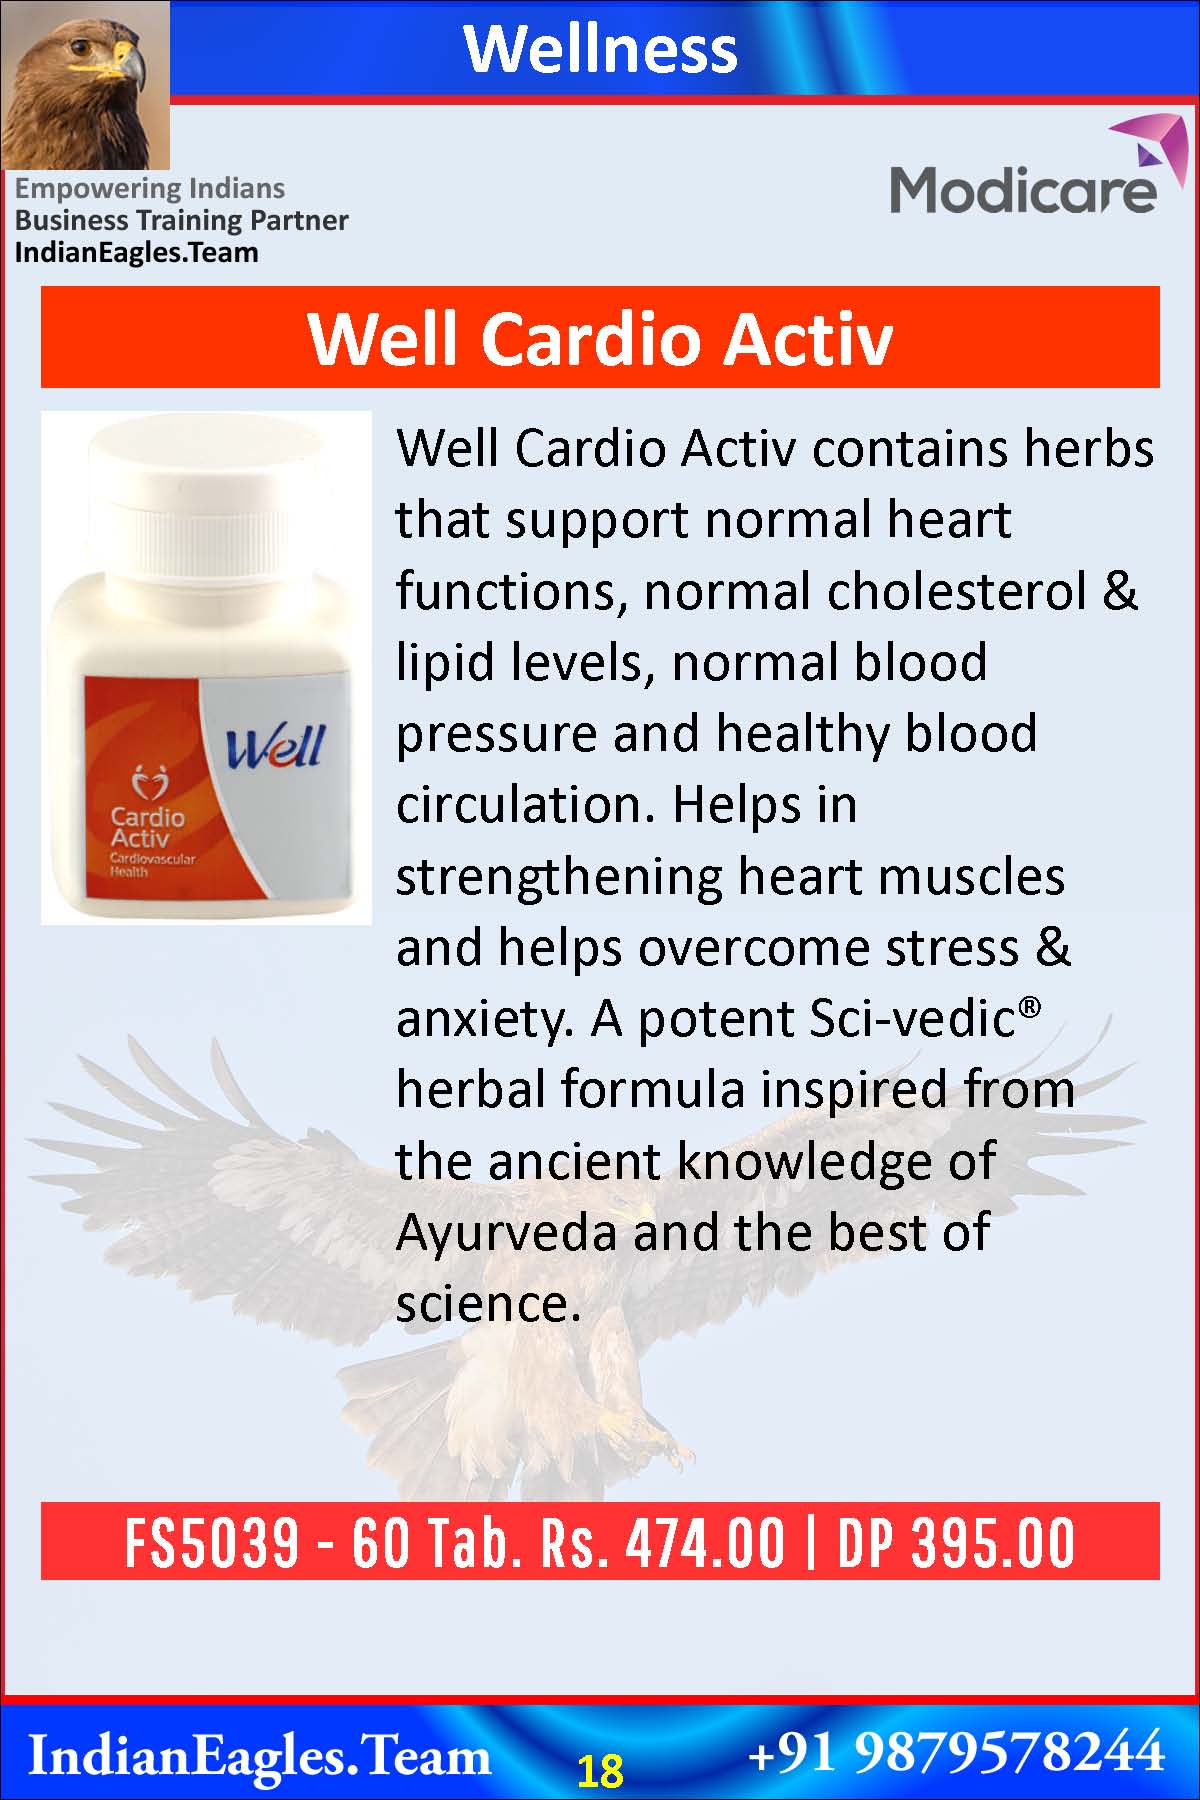 Wellness
Empowering Indians
Business Training Partner
IndianEagles.Team
Modicare
Well Cardio Activ
Well Cardio Activ contains herbs
that support normal heart
functions, normal cholesterol &
lipid levels, normal blood
pressure and healthy blood
circulation. Helps in
strengthening heart muscles
and helps overcome stress &
anxiety. A potent Sci-vedic®
herbal formula inspired from
the ancient knowledge of
Ayurveda and the best of
science.
Well
Cardio
Activ
Cardiovascular
Health
FS5039 - 60 Tab. Rs. 474.00 | DP 395.00
IndianEagles.Team
18
+91 9879578244